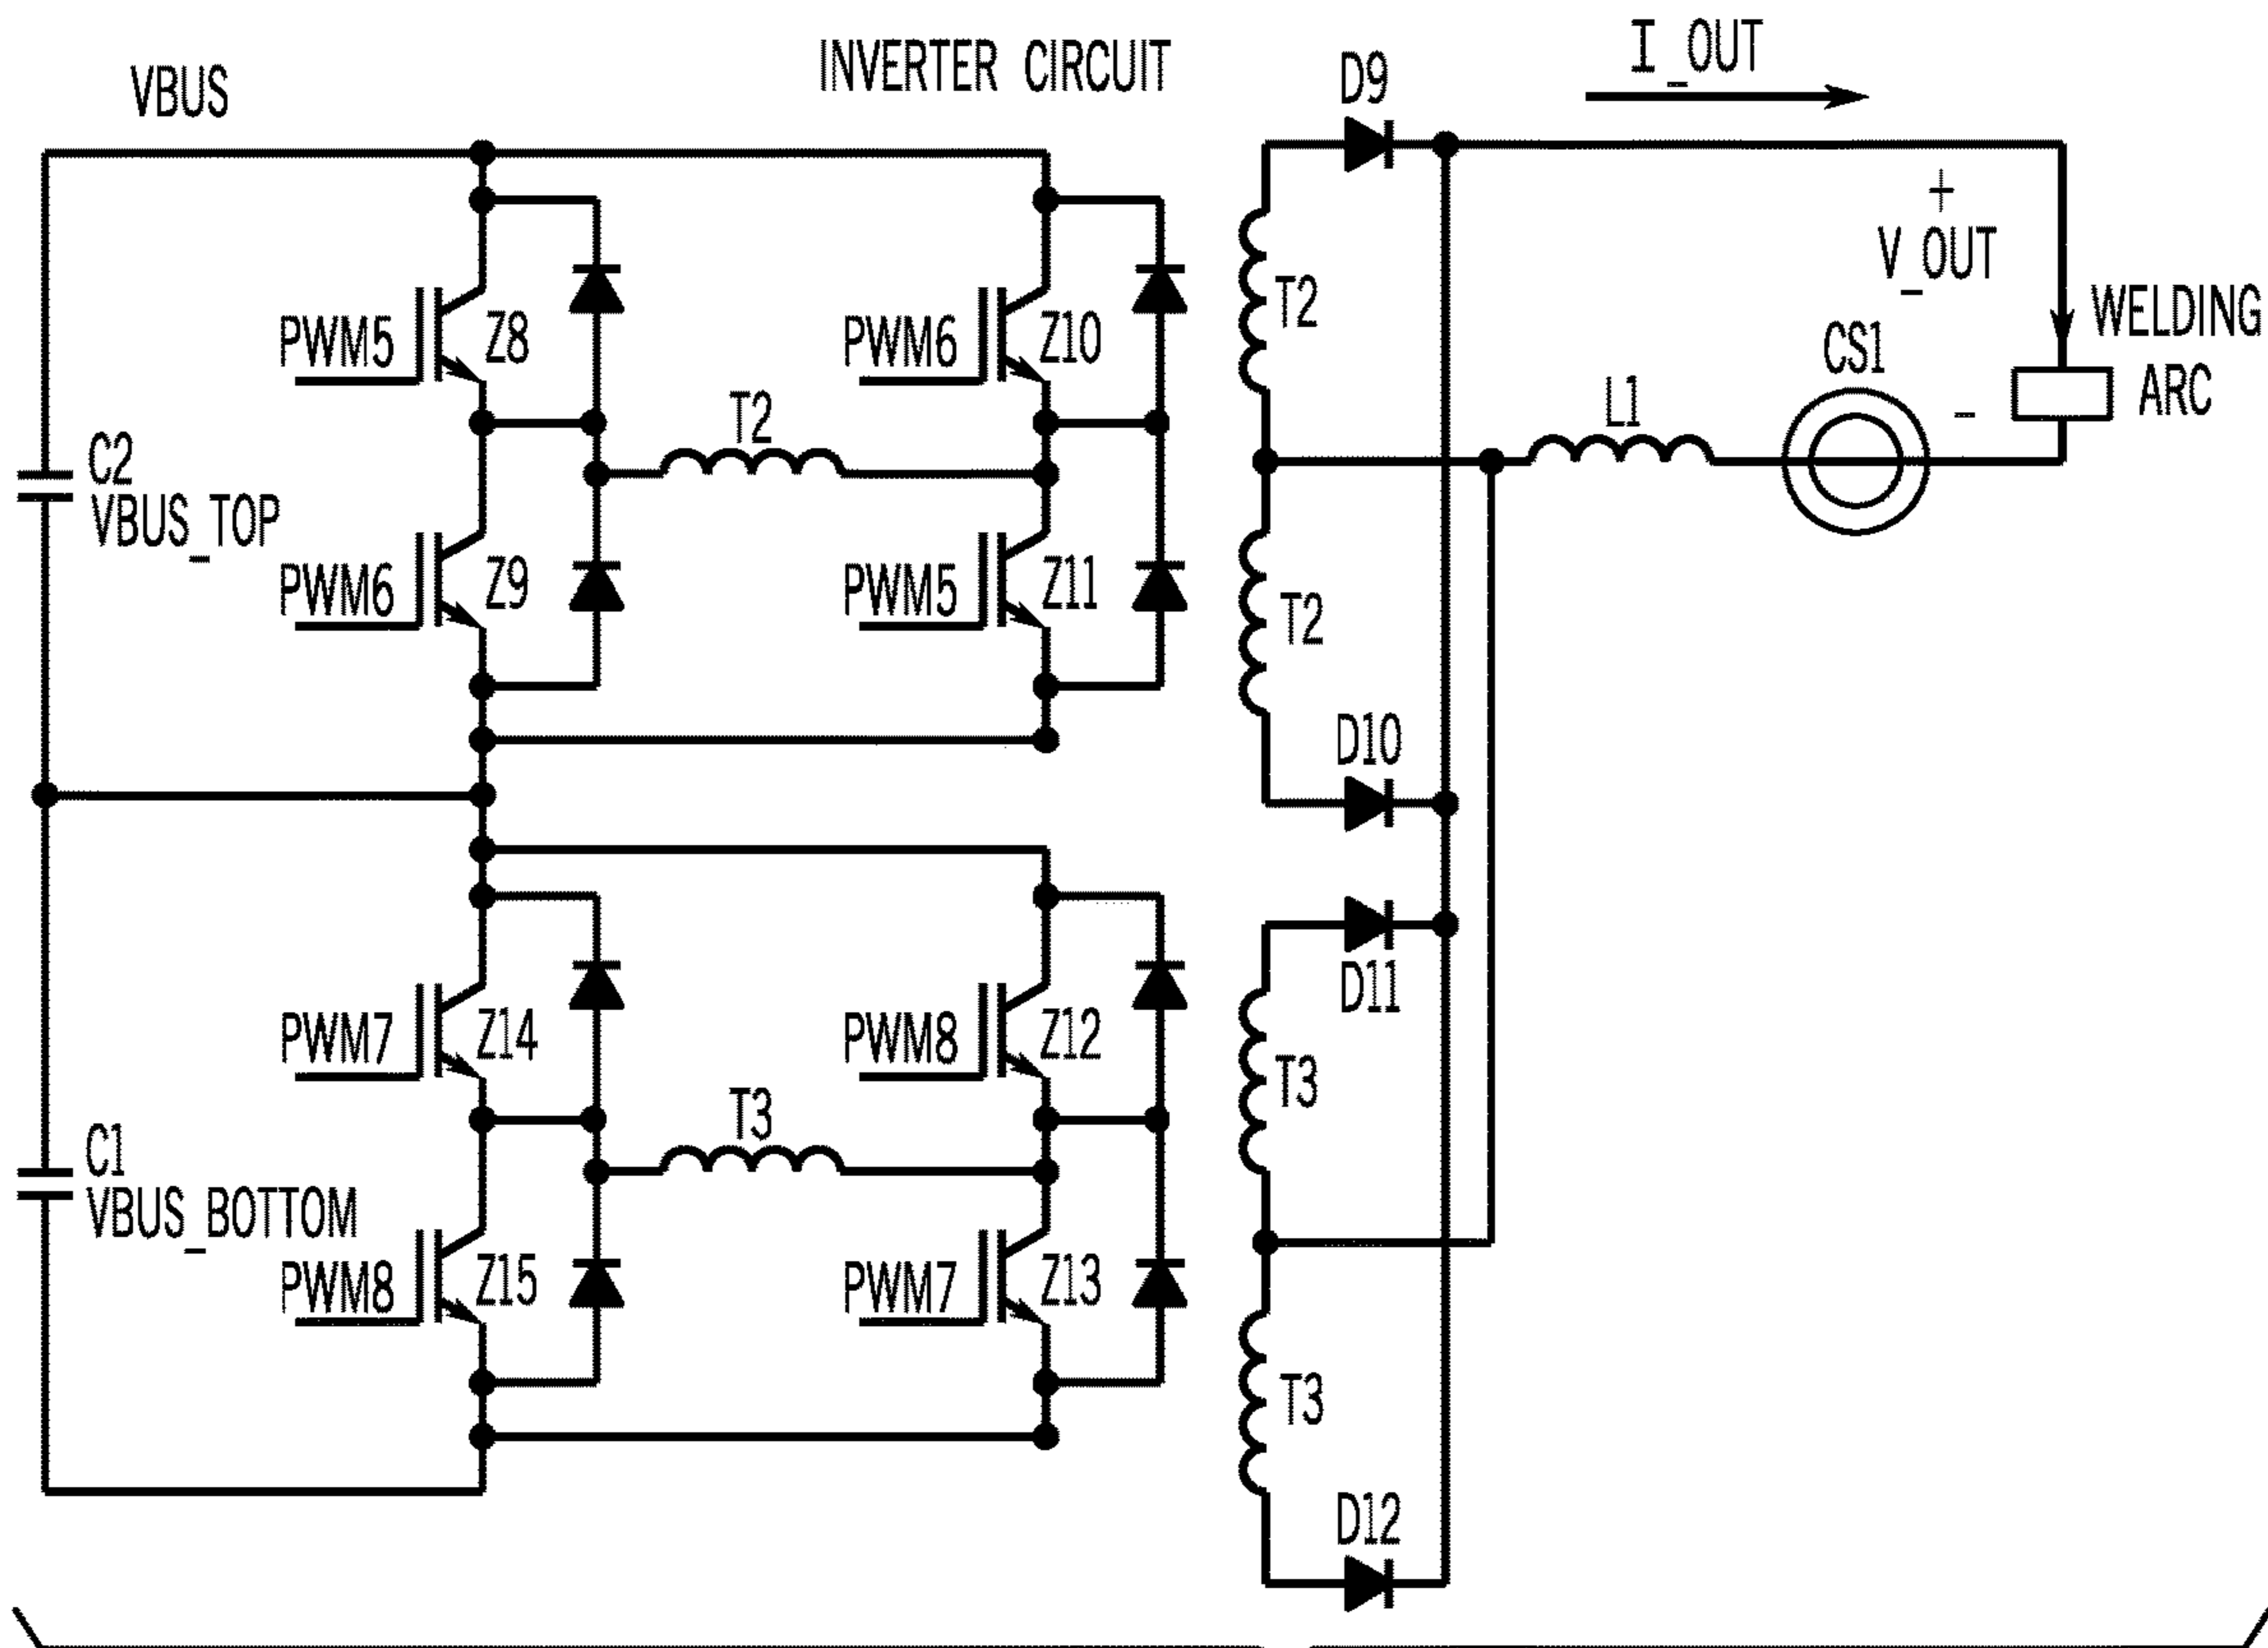 VBUS
INVERTER CIRCUIT
D9
I_OUT
+
V_OUT
WELDING
ARC
CS1
-
L1
PWM5
Z8
PWM6
Z10
T2
T2
C2
VBUS_TOP
T2
PWM6
Z9
PWM5
Z11
D10
D11
PWM7
Z14
PWM8
Z12
T3
T3
C1
VBUS_BOTTOM
PWM8
Z15
PWM7
Z13
T3
D12